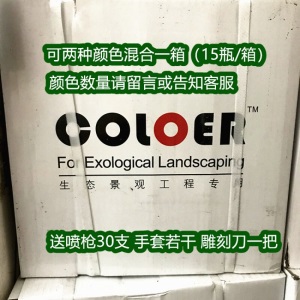 可两种颜色混合一箱（15瓶/箱）
颜色数量请留言或告知客服
COLOER™
For Exological Landscaping
生态景观工程专用
送喷枪30支 手套若干 雕刻刀一把